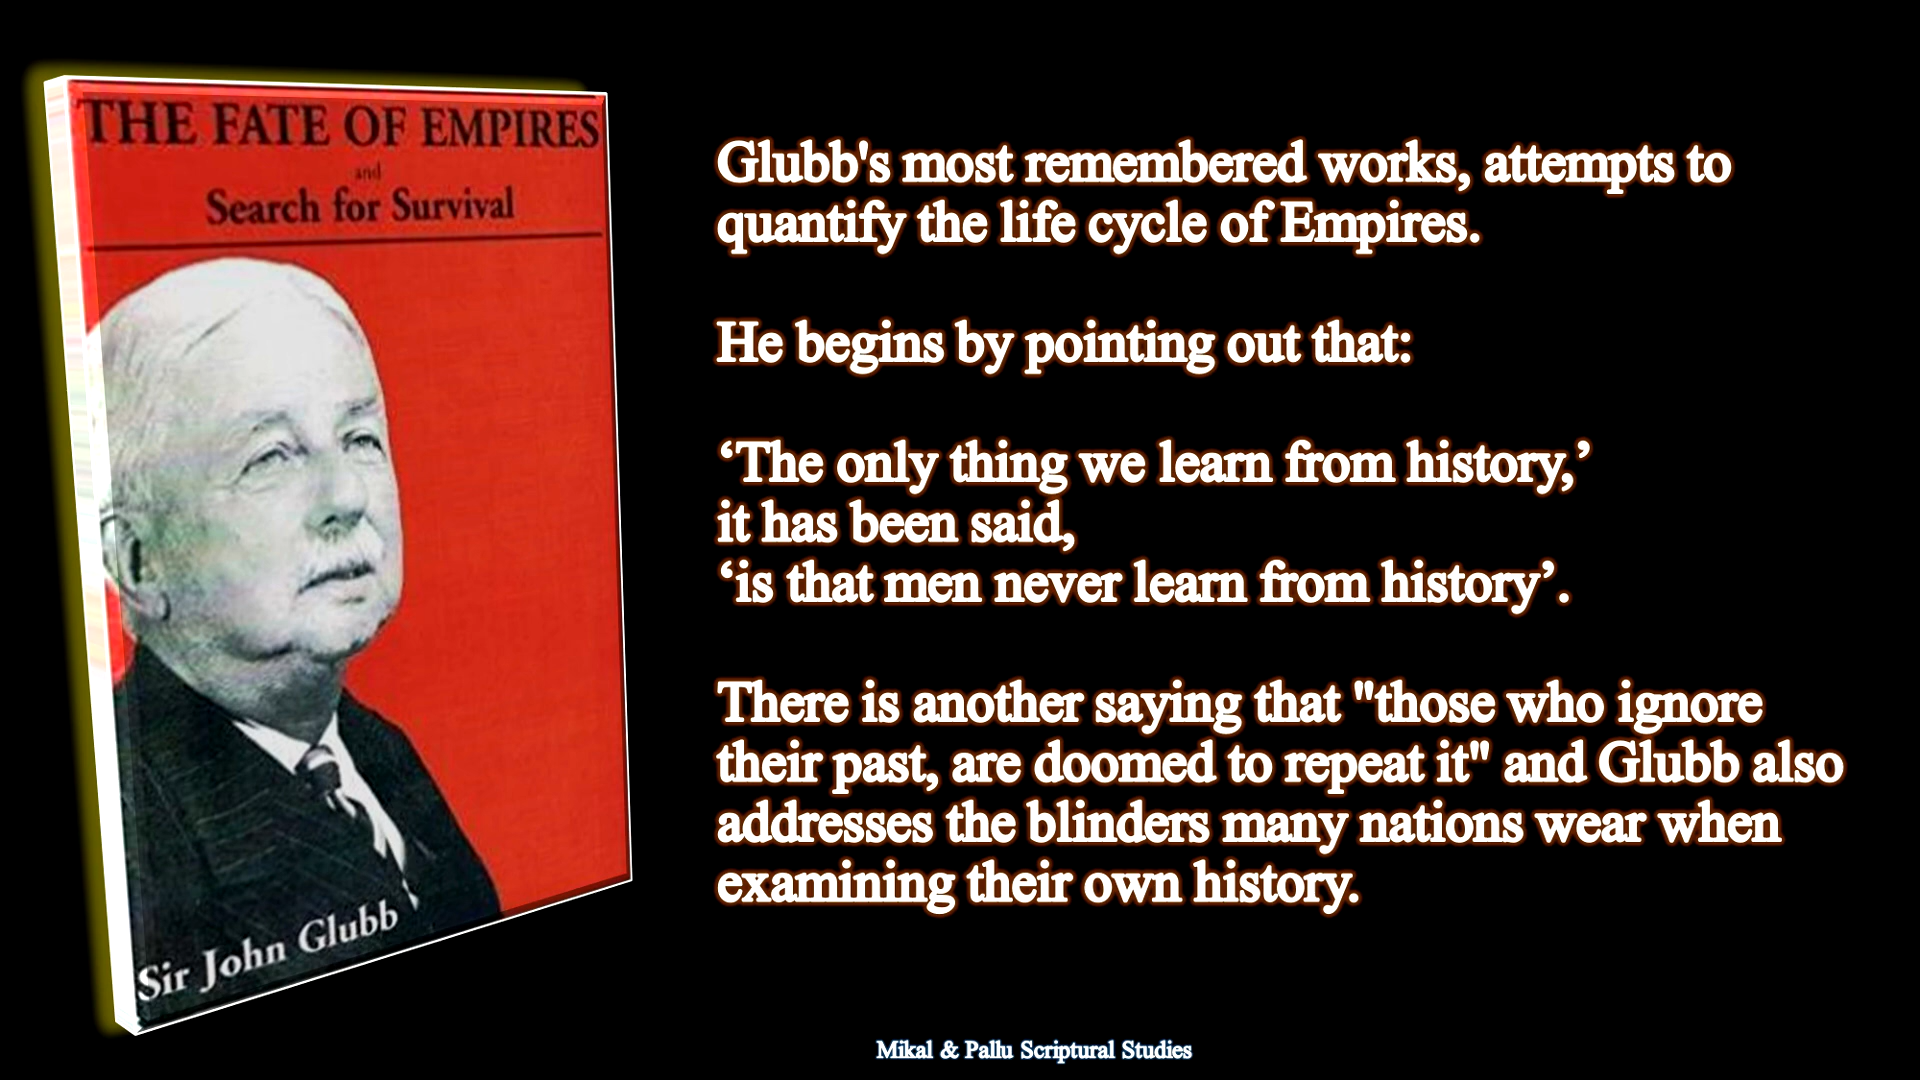 THE FATE OF EMPIRES
and
Search for Survival
Sir John Glubb
Glubb's most remembered works, attempts to
quantify the life cycle of Empires.
He begins by pointing out that:
‘The only thing we learn from history,’
it has been said,
‘is that men never learn from history’.
There is another saying that "those who ignore
their past, are doomed to repeat it" and Glubb also
addresses the blinders many nations wear when
examining their own history.
Mikal & Pallu Scriptural Studies